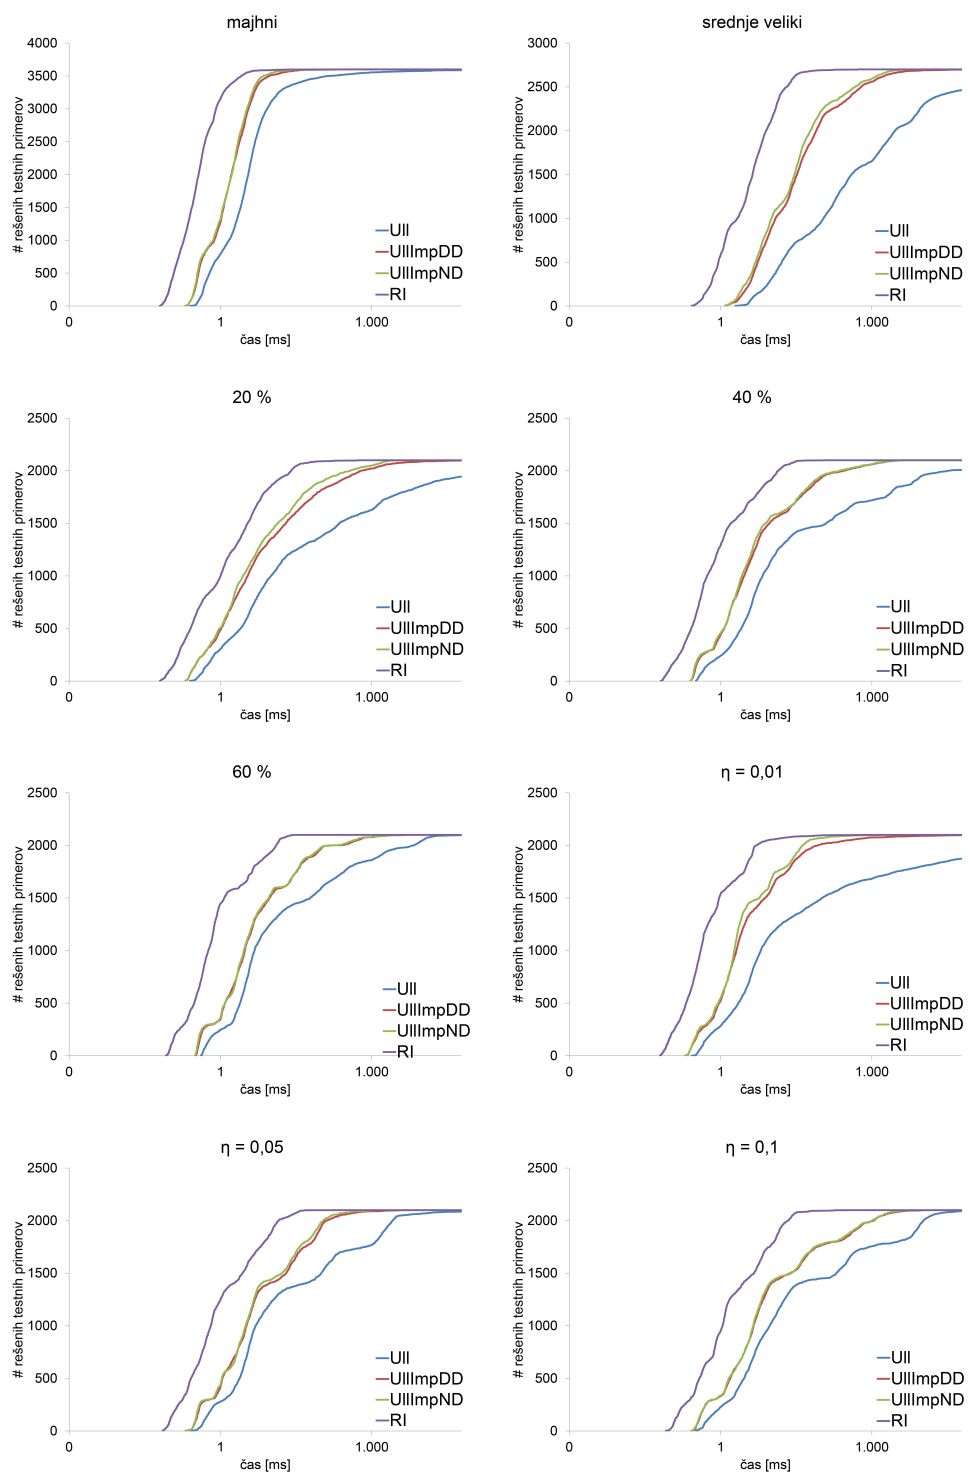 majhni
# rešenih testnih primerov
4000
3500
3000
2500
2000
1500
1000
500
0
0
1
1.000
čas [ms]
Ull
UllImpDD
UllImpND
RI
srednje veliki
# rešenih testnih primerov
3000
2500
2000
1500
1000
500
0
0
1
1.000
čas [ms]
Ull
UllImpDD
UllImpND
RI
20 %
# rešenih testnih primerov
2500
2000
1500
1000
500
0
0
1
1.000
čas [ms]
Ull
UllImpDD
UllImpND
RI
40 %
# rešenih testnih primerov
2500
2000
1500
1000
500
0
0
1
1.000
čas [ms]
Ull
UllImpDD
UllImpND
RI
60 %
# rešenih testnih primerov
2500
2000
1500
1000
500
0
0
1
1.000
čas [ms]
Ull
UllImpDD
UllImpND
RI
η = 0,01
# rešenih testnih primerov
2500
2000
1500
1000
500
0
0
1
1.000
čas [ms]
Ull
UllImpDD
UllImpND
RI
η = 0,05
# rešenih testnih primerov
2500
2000
1500
1000
500
0
0
1
1.000
čas [ms]
Ull
UllImpDD
UllImpND
RI
η = 0,1
# rešenih testnih primerov
2500
2000
1500
1000
500
0
0
1
1.000
čas [ms]
Ull
UllImpDD
UllImpND
RI